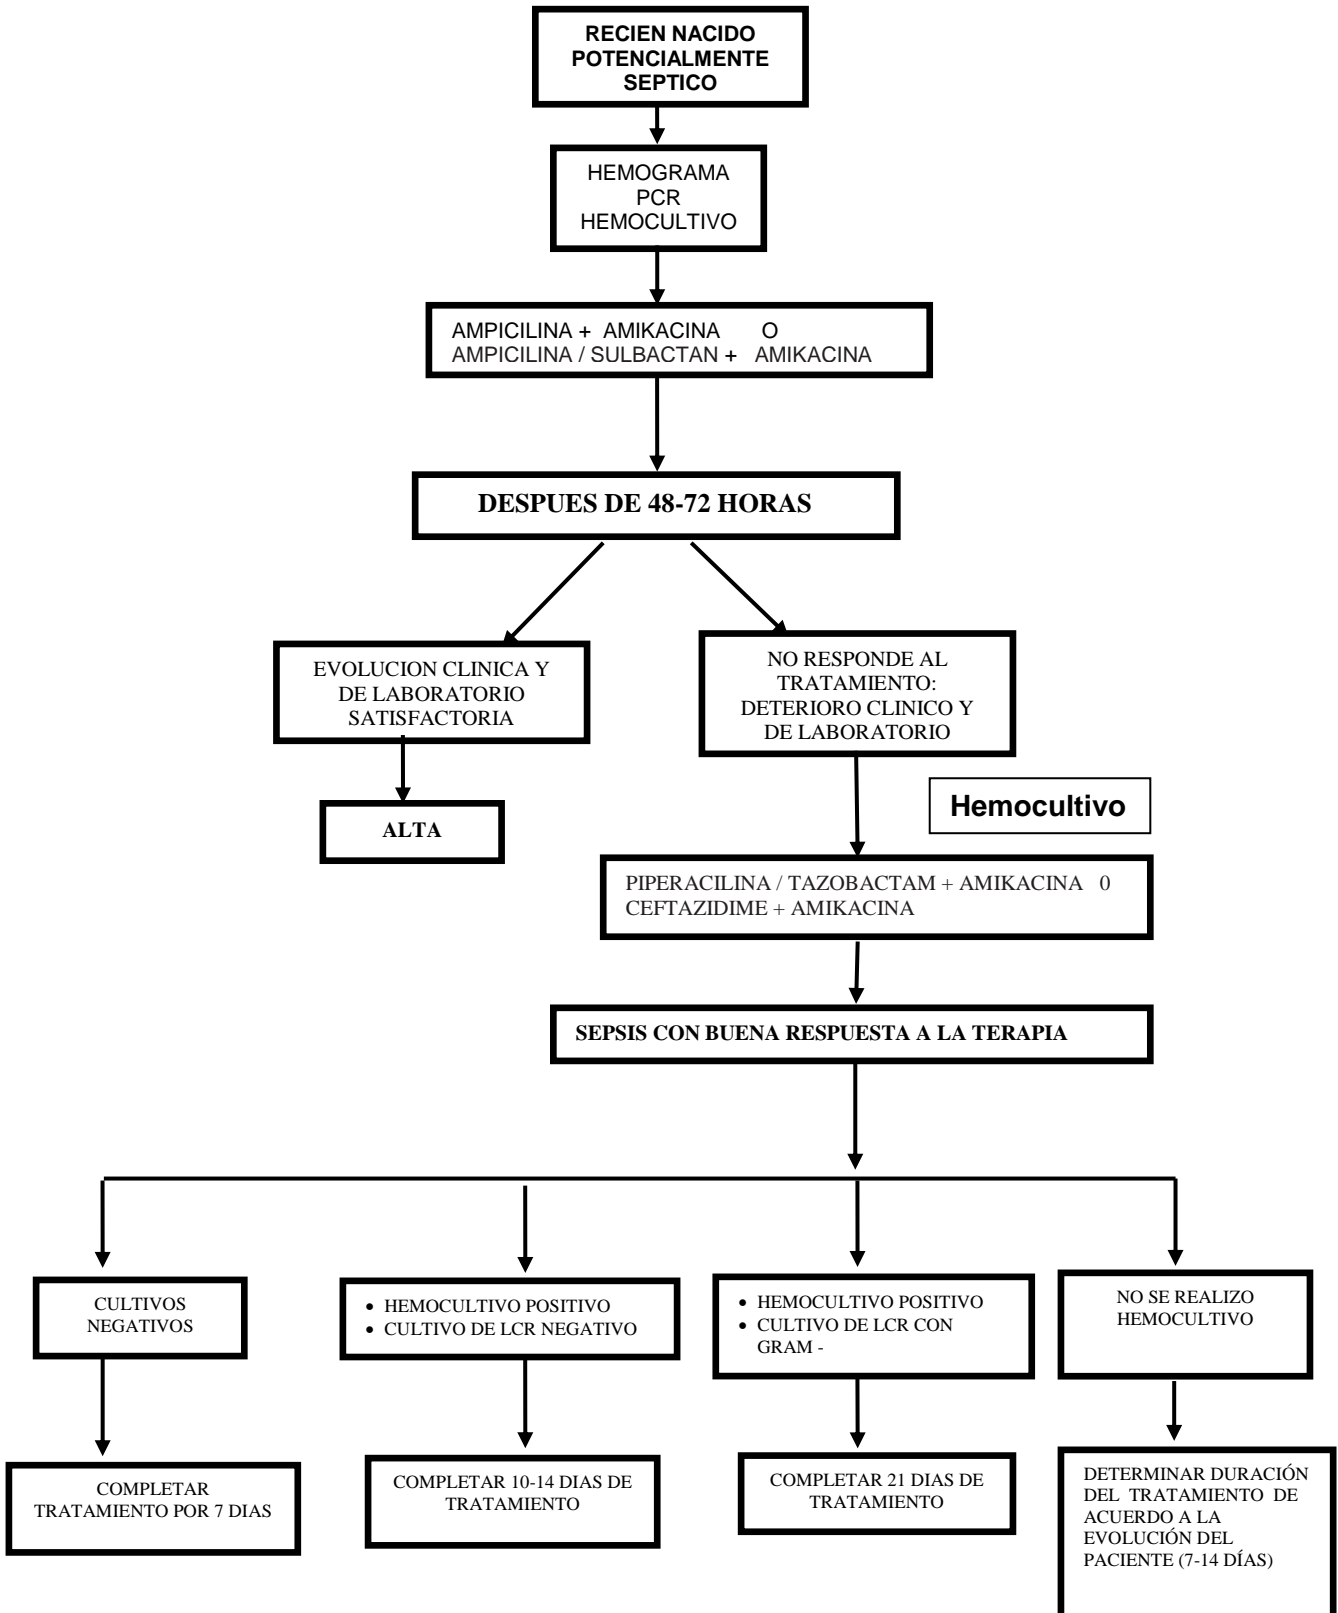 RECIEN NACIDO
POTENCIALMENTE
SEPTICO
HEMOGRAMA
PCR
HEMOCULTIVO
AMPICILINA + AMIKACINA O
AMPICILINA / SULBACTAN + AMIKACINA
DESPUES DE 48-72 HORAS
EVOLUCION CLINICA Y
DE LABORATORIO
SATISFACTORIA
NO RESPONDE AL
TRATAMIENTO:
DETERIORO CLINICO Y
DE LABORATORIO
ALTA
Hemocultivo
PIPERACILINA / TAZOBACTAM + AMIKACINA 0
CEFTAZIDIME + AMIKACINA
SEPSIS CON BUENA RESPUESTA A LA TERAPIA
CULTIVOS
NEGATIVOS
• HEMOCULTIVO POSITIVO
• CULTIVO DE LCR NEGATIVO
• HEMOCULTIVO POSITIVO
• CULTIVO DE LCR CON
GRAM -
NO SE REALIZO
HEMOCULTIVO
COMPLETAR
TRATAMIENTO POR 7 DIAS
COMPLETAR 10-14 DIAS DE
TRATAMIENTO
COMPLETAR 21 DIAS DE
TRATAMIENTO
DETERMINAR DURACIÓN
DEL TRATAMIENTO DE
ACUERDO A LA
EVOLUCIÓN DEL
PACIENTE (7-14 DÍAS)